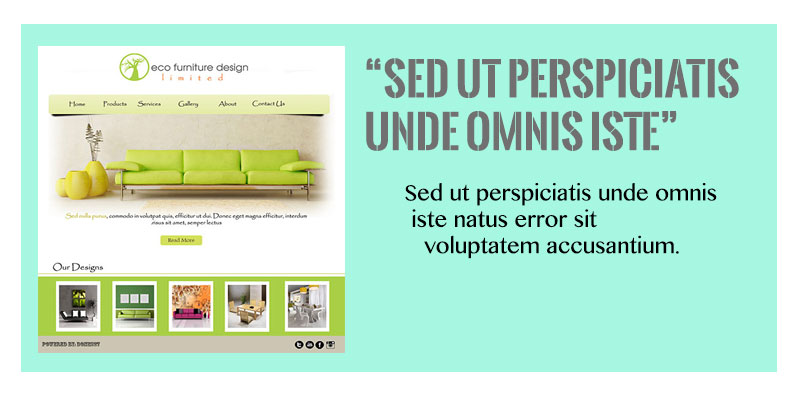 eco furniture design
limited
Home Products Services Gallery About Contact Us
Sed nulla purus, commodo in volutpat quis, efficitur ut dui. Donec eget magna efficitur, interdum
risus sit amet, semper lectus
Read More
Our Designs
POWERED BY:
“SED UT PERSPICIATIS
UNDE OMNIS ISTE”
Sed ut perspiciatis unde omnis
iste natus error sit
voluptatem accusantium.